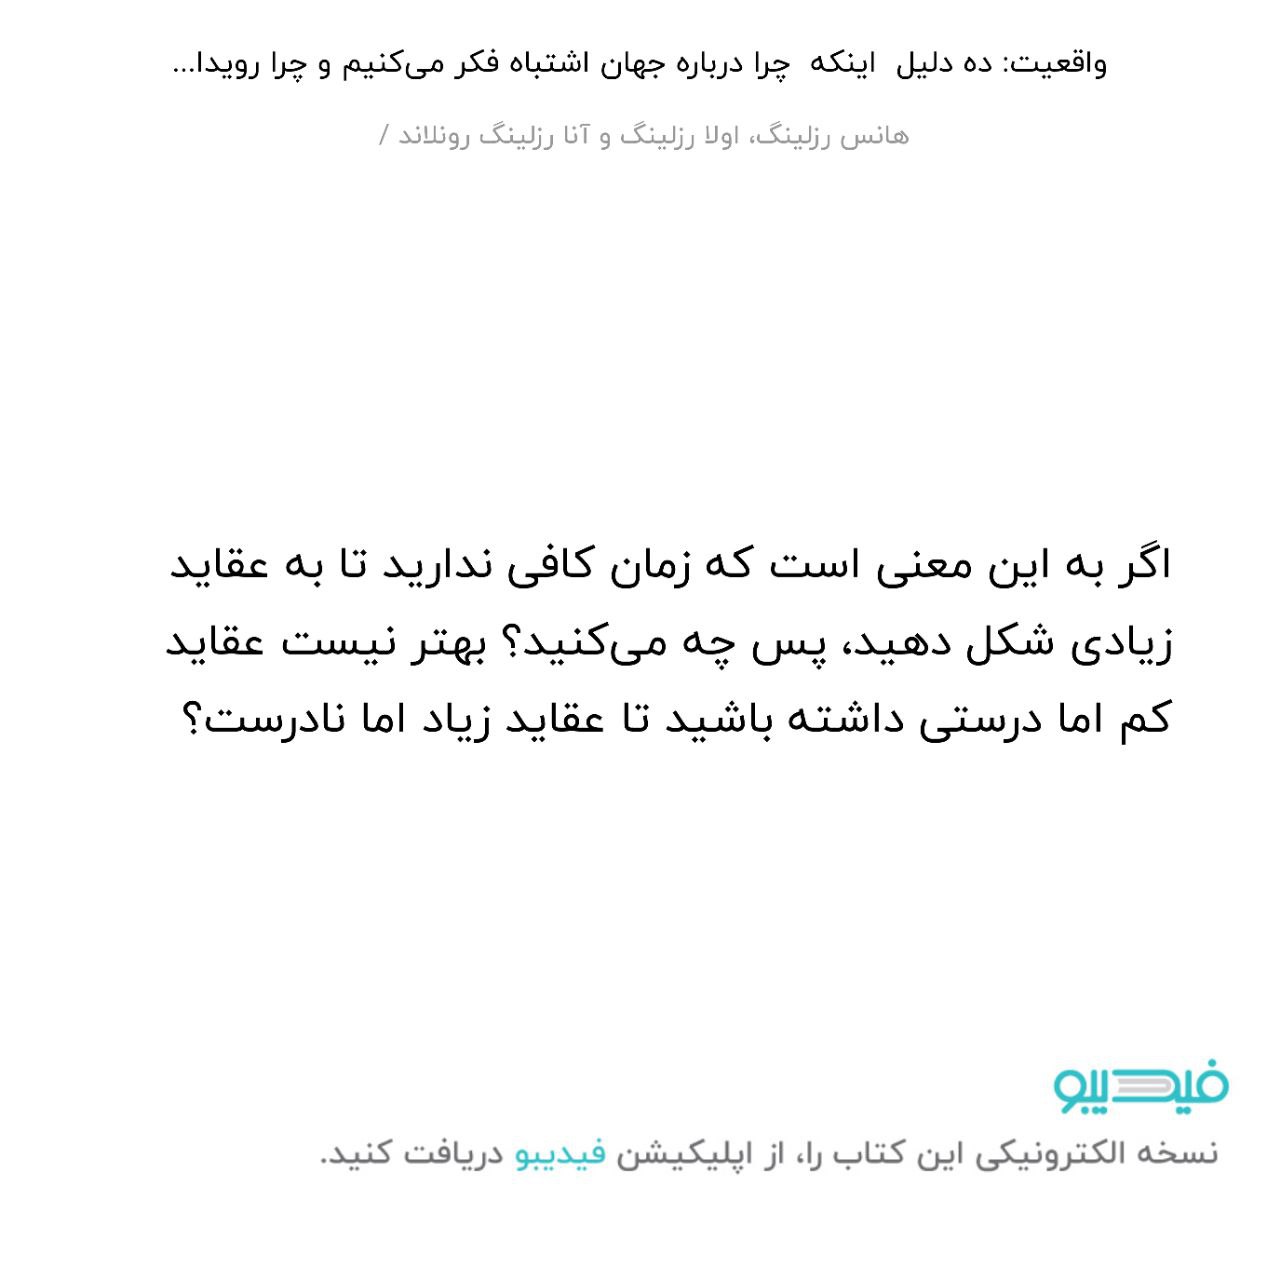 واقعیت: ده دلیل اینکه چرا درباره جهان اشتباه فکر می‌کنیم و چرا رویدا...
هانس رزلینگ، اولا رزلینگ و آنا رزلینگ رونلاند /
اگر به این معنی است که زمان کافی ندارید تا به عقاید
زیادی شکل دهید، پس چه می‌کنید؟ بهتر نیست عقاید
کم اما درستی داشته باشید تا عقاید زیاد اما نادرست؟
فیدیبو
نسخه الکترونیکی این کتاب را، از اپلیکیشن فیدیبو دریافت کنید.